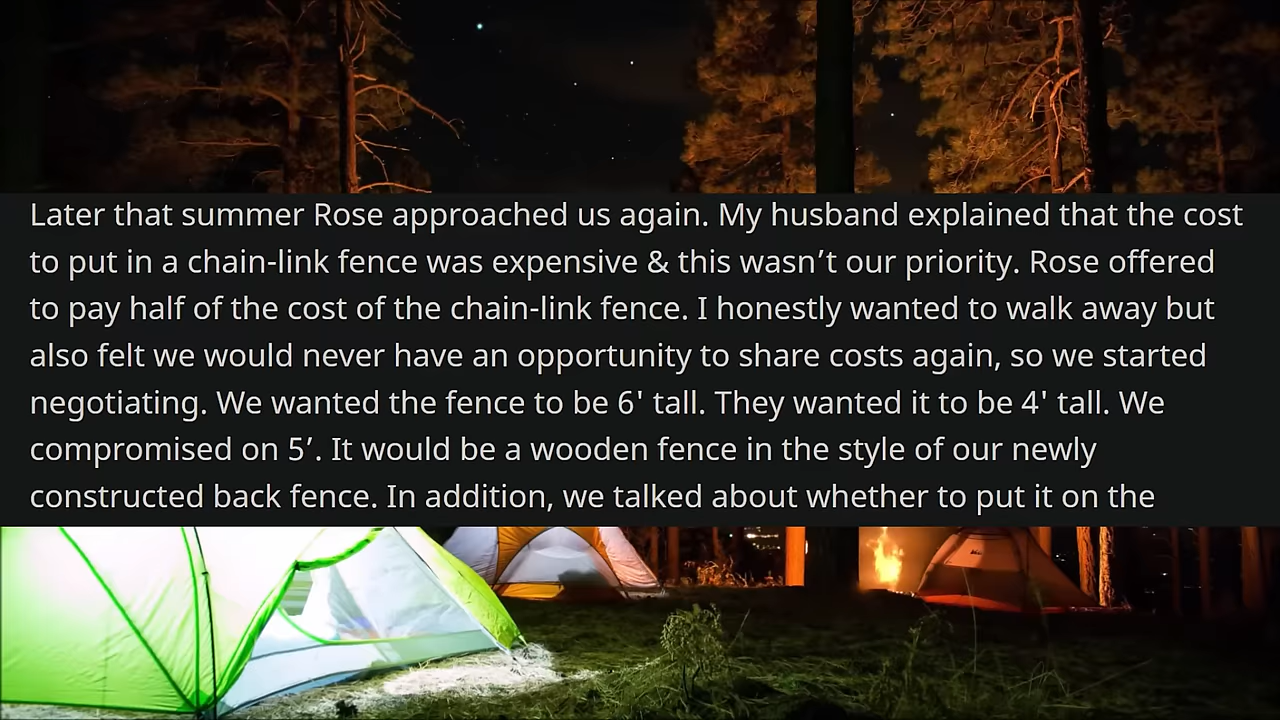 Later that summer Rose approached us again. My husband explained that the cost
to put in a chain-link fence was expensive & this wasn’t our priority. Rose offered
to pay half of the cost of the chain-link fence. I honestly wanted to walk away but
also felt we would never have an opportunity to share costs again, so we started
negotiating. We wanted the fence to be 6' tall. They wanted it to be 4' tall. We
compromised on 5’. It would be a wooden fence in the style of our newly
constructed back fence. In addition, we talked about whether to put it on the